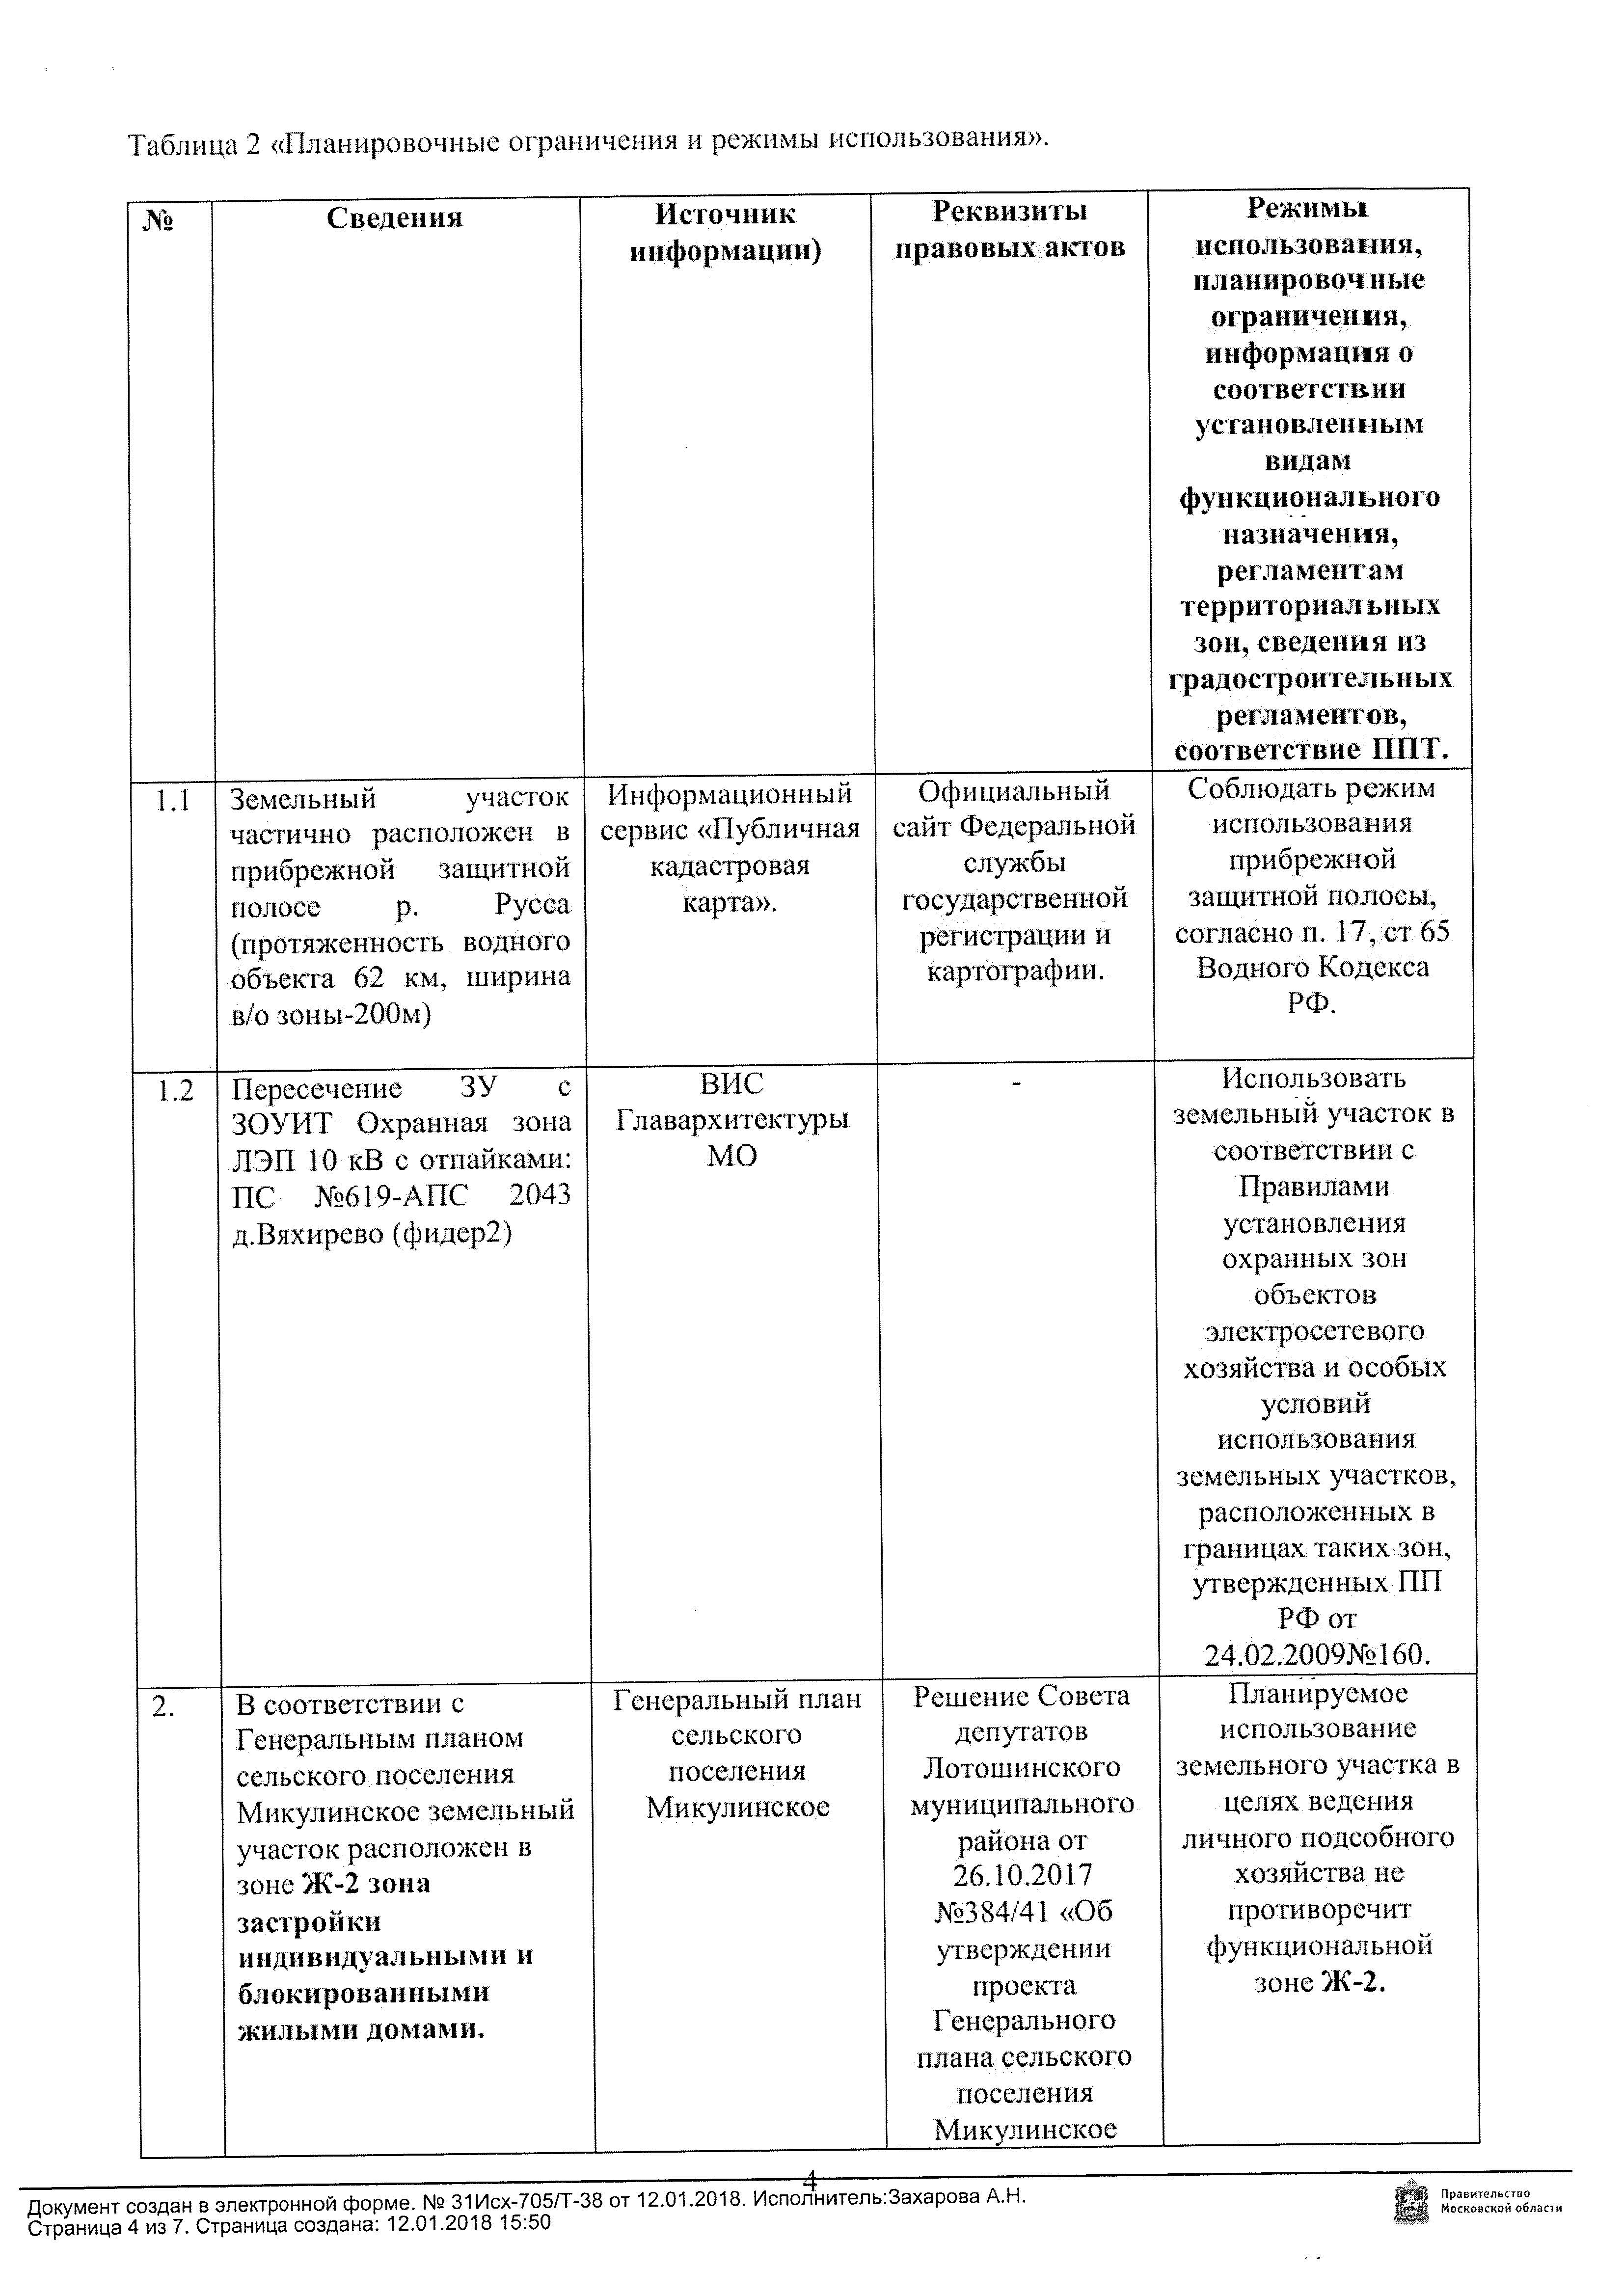 Таблица 2 «Планировочные ограничения и режимы использования».
№
Сведения
Источник
информации)
Реквизиты
правовых актов
Режимы
использования,
планировочные
ограничения,
информация о
соответствии
установленным
видам
функционального
назначения,
регламентам
территориальных
зон, сведения из
градостроительных
регламентов,
соответствие ППТ.
1.1
Земельный участок
частично расположен в
прибрежной защитной
полосе р. Русса
(протяженность водного
объекта 62 км, ширина
в/о зоны-200м)
Информационный
сервис «Публичная
кадастровая
карта».
Официальный
сайт Федеральной
службы
государственной
регистрации и
картографии.
Соблюдать режим
использования
прибрежной
защитной полосы,
согласно п. 17, ст 65
Водного Кодекса
РФ.
1.2
Пересечение ЗУ с
ЗОУИТ Охранная зона
ЛЭП 10 кВ с отпайками:
ПС №619-АПС 2043
д.Вяхирево (фидер2)
ВИС
Главархитектуры
МО
-
Использовать
земельный участок в
соответствии с
Правилами
установления
охранных зон
объектов
электросетевого
хозяйства и особых
условий
использования
земельных участков,
расположенных в
границах таких зон,
утвержденных ПП
РФ от
24.02.2009№160.
2.
В соответствии с
Генеральным планом
сельского поселения
Микулинское земельный
участок расположен в
зоне Ж-2 зона
застройки
индивидуальными и
блокированными
жилыми домами.
Генеральный план
сельского
поселения
Микулинское
Решение Совета
депутатов
Лотошинского
муниципального
района от
26.10.2017
№384/41 «Об
утверждении
проекта
Генерального
плана сельского
поселения
Микулинское
Планируемое
использование
земельного участка в
целях ведения
личного подсобного
хозяйства не
противоречит
функциональной
зоне Ж-2.
4
Документ создан в электронной форме. № 31Исх-705/Т-38 от 12.01.2018. Исполнитель:Захарова А.Н.
Страница 4 из 7. Страница создана: 12.01.2018 15:50
Правительство
Московской области